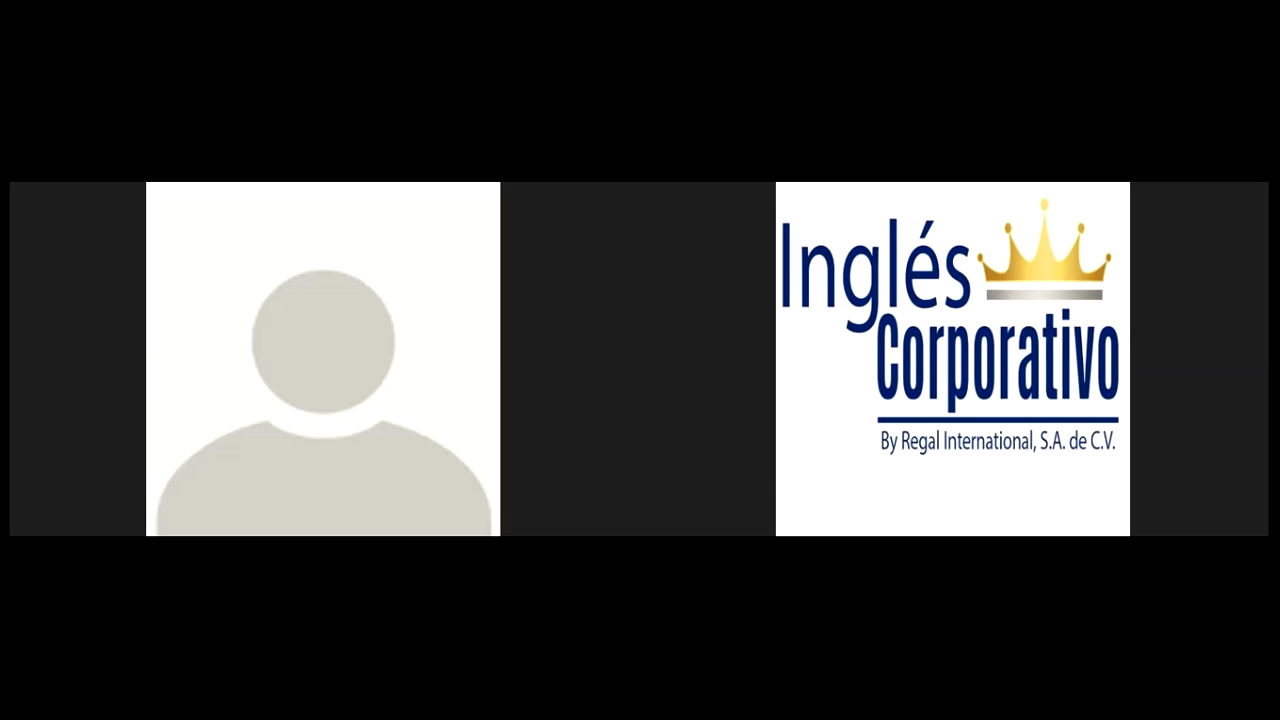 Inglés
Corporativo
By Regal International, S.A. de C.V.